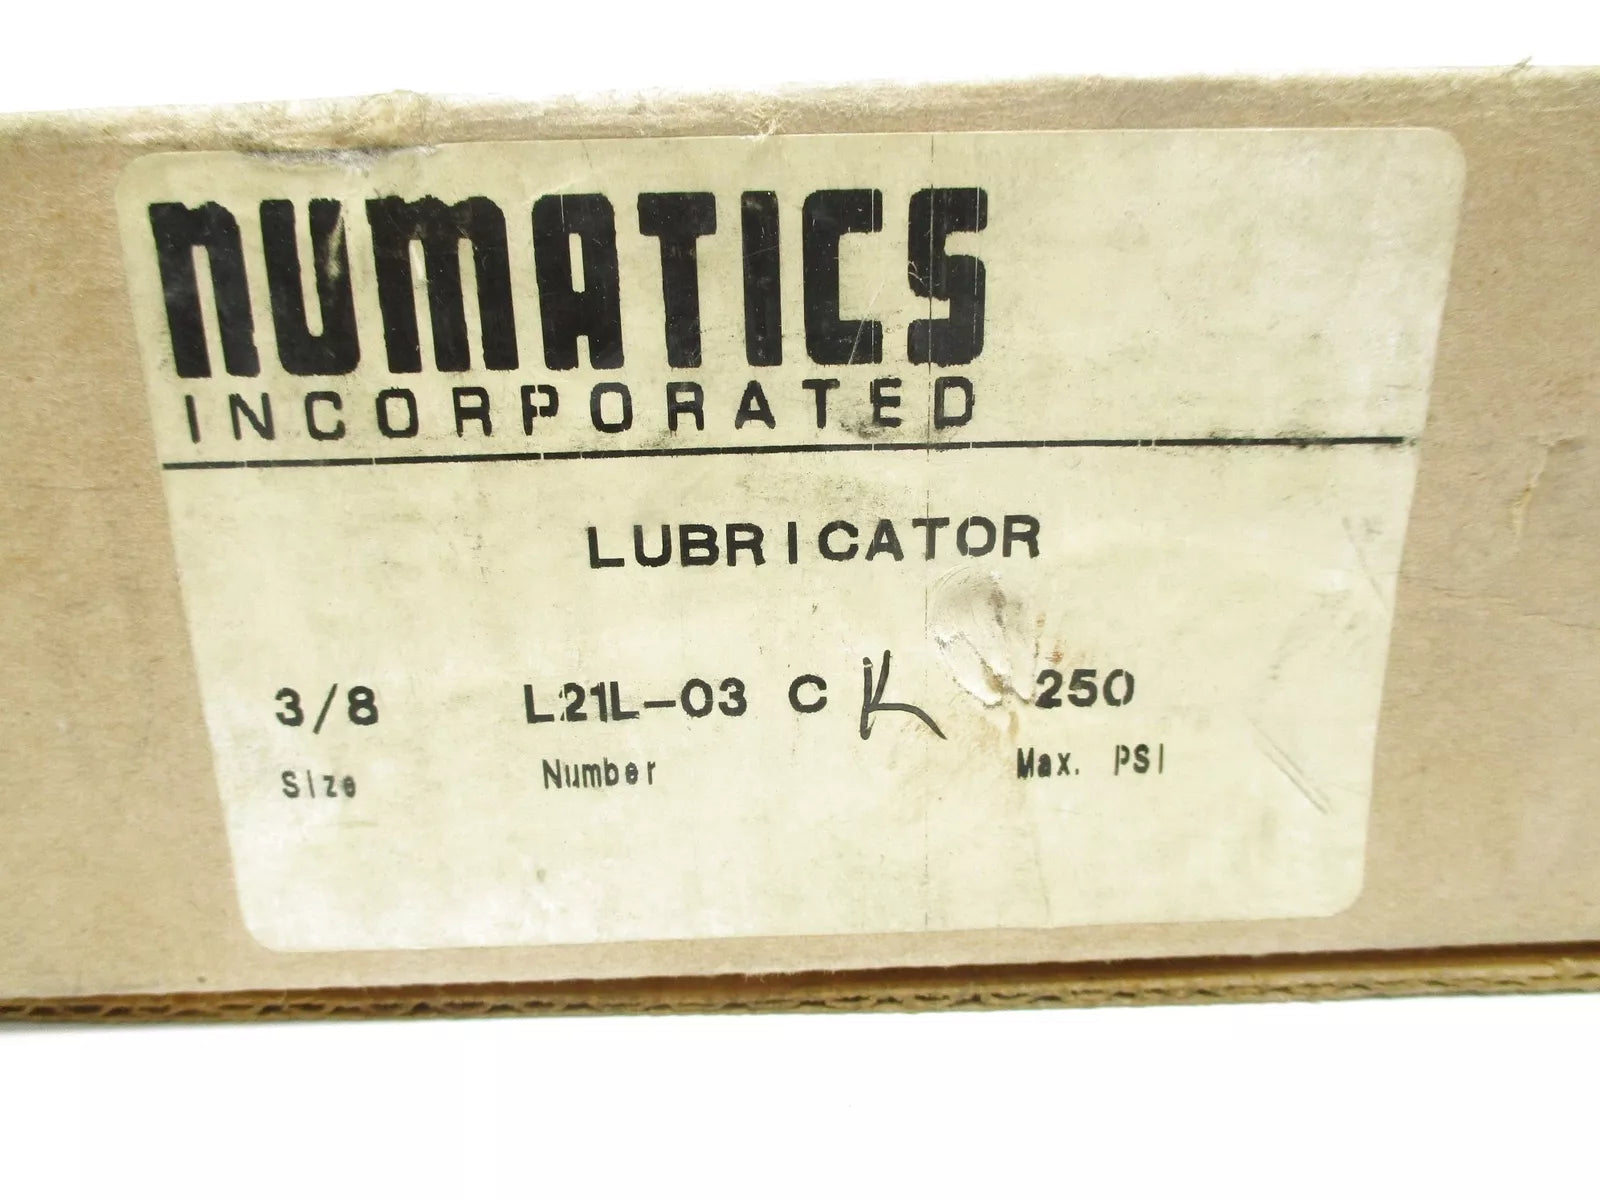 NUMATICS
INCORPORATED
LUBRICATOR
3/8 L21L-03 C K 250
Size Number Max. PSI